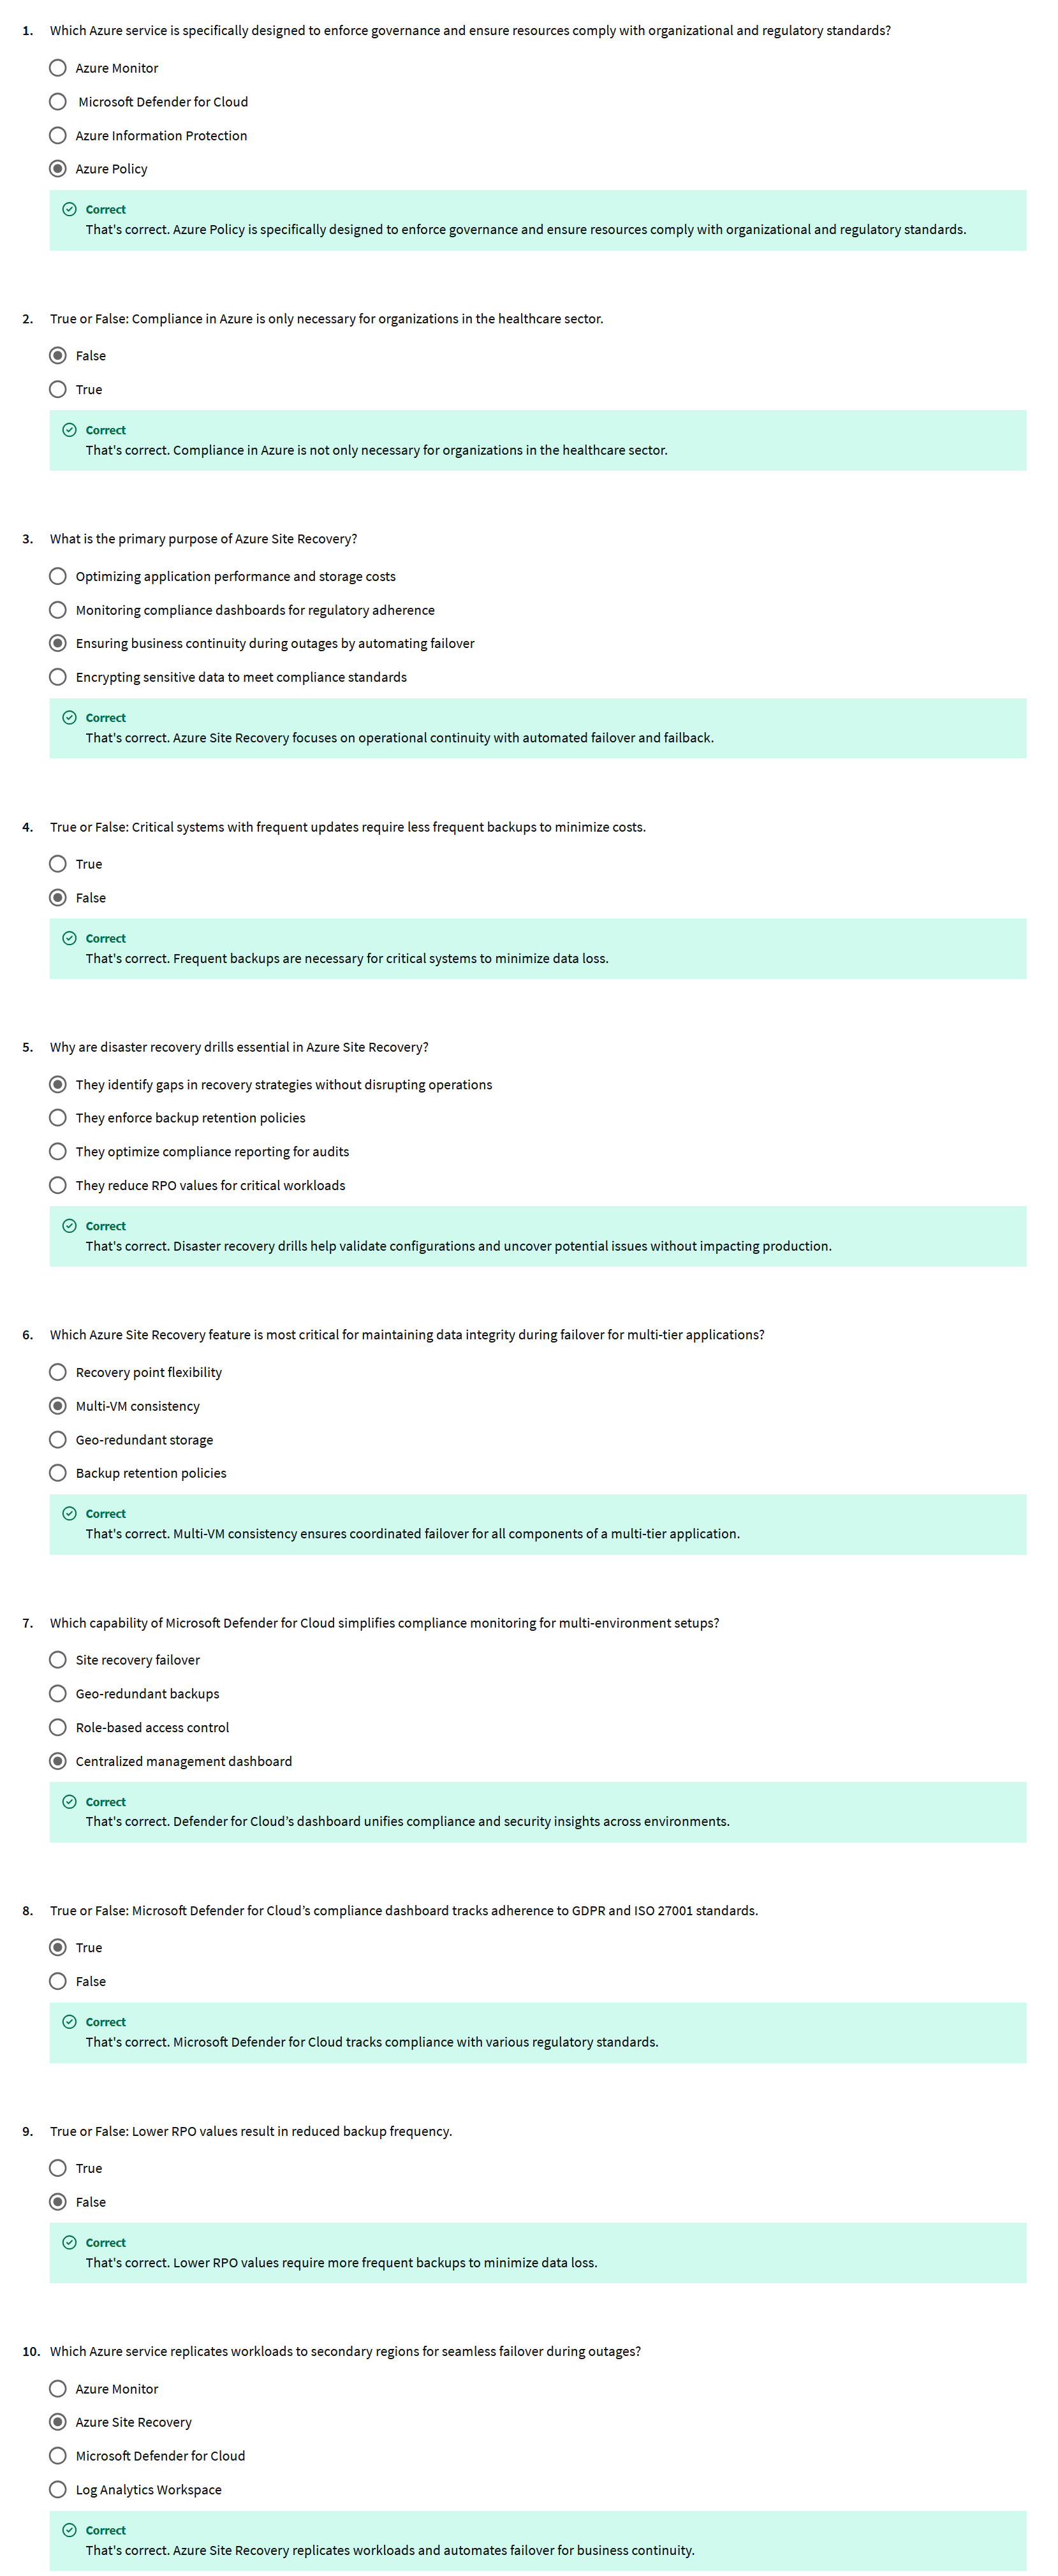 1. Which Azure service is specifically designed to enforce governance and ensure resources comply with organizational and regulatory standards?
Azure Monitor
Microsoft Defender for Cloud
Azure Information Protection
Azure Policy
Correct
That's correct. Azure Policy is specifically designed to enforce governance and ensure resources comply with organizational and regulatory standards.
2. True or False: Compliance in Azure is only necessary for organizations in the healthcare sector.
False
True
Correct
That's correct. Compliance in Azure is not only necessary for organizations in the healthcare sector.
3. What is the primary purpose of Azure Site Recovery?
Optimizing application performance and storage costs
Monitoring compliance dashboards for regulatory adherence
Ensuring business continuity during outages by automating failover
Encrypting sensitive data to meet compliance standards
Correct
That's correct. Azure Site Recovery focuses on operational continuity with automated failover and failback.
4. True or False: Critical systems with frequent updates require less frequent backups to minimize costs.
True
False
Correct
That's correct. Frequent backups are necessary for critical systems to minimize data loss.
5. Why are disaster recovery drills essential in Azure Site Recovery?
They identify gaps in recovery strategies without disrupting operations
They enforce backup retention policies
They optimize compliance reporting for audits
They reduce RPO values for critical workloads
Correct
That's correct. Disaster recovery drills help validate configurations and uncover potential issues without impacting production.
6. Which Azure Site Recovery feature is most critical for maintaining data integrity during failover for multi-tier applications?
Recovery point flexibility
Multi-VM consistency
Geo-redundant storage
Backup retention policies
Correct
That's correct. Multi-VM consistency ensures coordinated failover for all components of a multi-tier application.
7. Which capability of Microsoft Defender for Cloud simplifies compliance monitoring for multi-environment setups?
Site recovery failover
Geo-redundant backups
Role-based access control
Centralized management dashboard
Correct
That's correct. Defender for Cloud’s dashboard unifies compliance and security insights across environments.
8. True or False: Microsoft Defender for Cloud’s compliance dashboard tracks adherence to GDPR and ISO 27001 standards.
True
False
Correct
That's correct. Microsoft Defender for Cloud tracks compliance with various regulatory standards.
9. True or False: Lower RPO values result in reduced backup frequency.
True
False
Correct
That's correct. Lower RPO values require more frequent backups to minimize data loss.
10. Which Azure service replicates workloads to secondary regions for seamless failover during outages?
Azure Monitor
Azure Site Recovery
Microsoft Defender for Cloud
Log Analytics Workspace
Correct
That's correct. Azure Site Recovery replicates workloads and automates failover for business continuity.